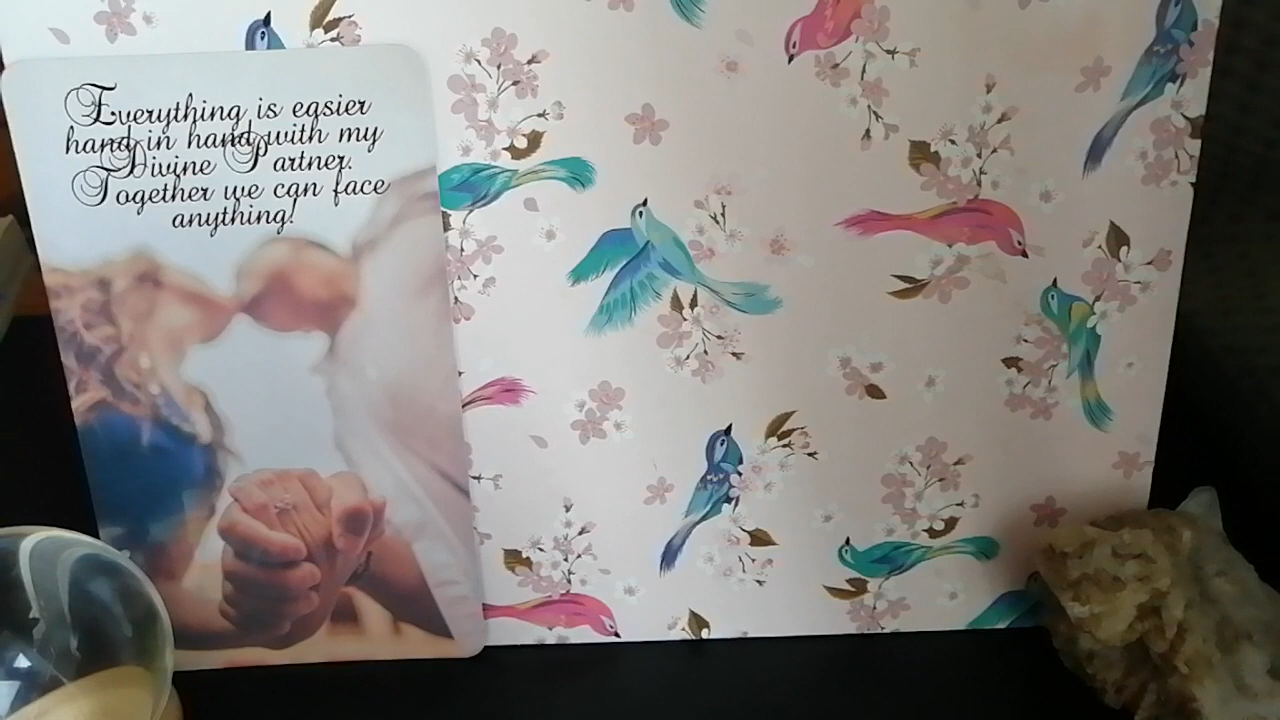 Everything is easier
hand in hand with my
Divine Partner.
Together we can face
anything!